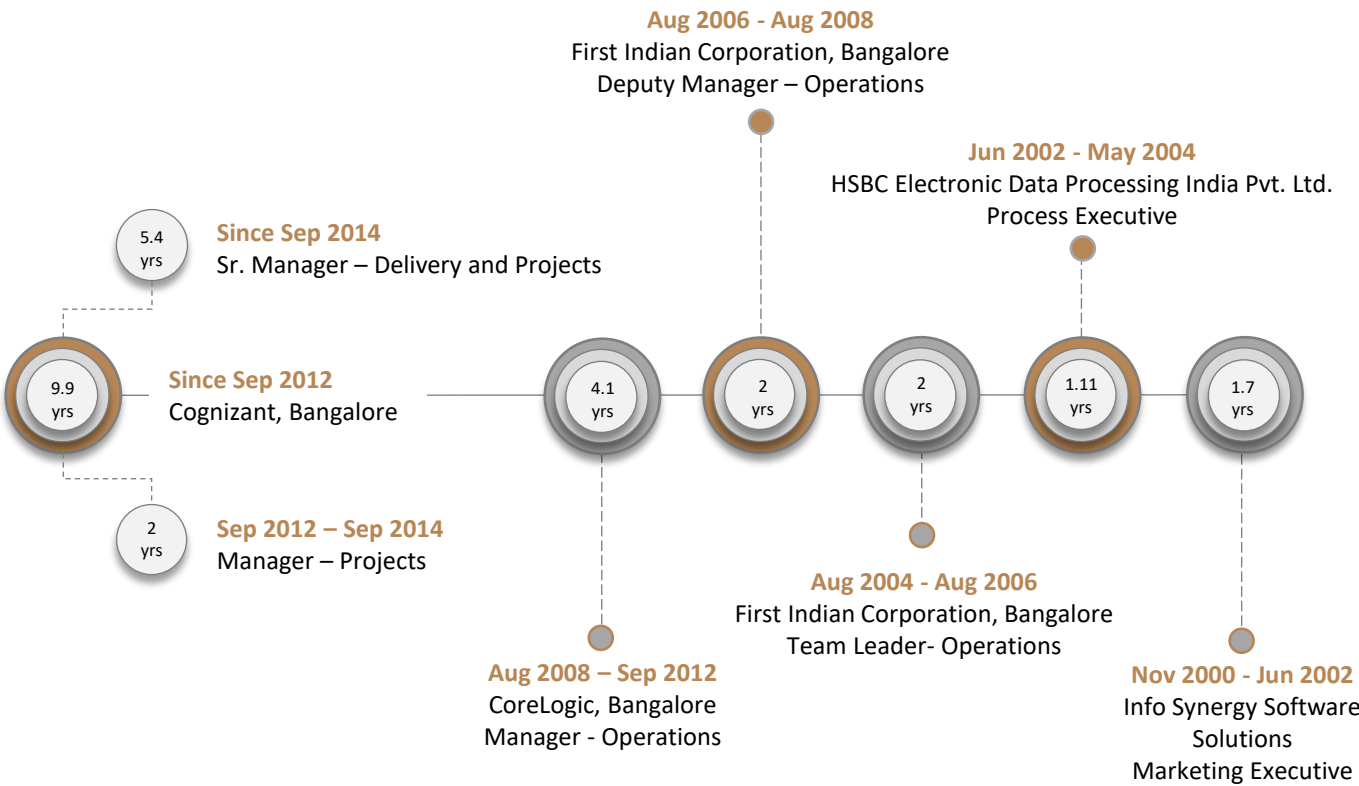 Aug 2006 - Aug 2008
First Indian Corporation, Bangalore
Deputy Manager – Operations
Jun 2002 - May 2004
HSBC Electronic Data Processing India Pvt. Ltd.
Process Executive
5.4
yrs
Since Sep 2014
Sr. Manager – Delivery and Projects
9.9
yrs
Since Sep 2012
Cognizant, Bangalore
4.1
yrs
2
yrs
2
yrs
1.11
yrs
1.7
yrs
2
yrs
Sep 2012 – Sep 2014
Manager – Projects
Aug 2004 - Aug 2006
First Indian Corporation, Bangalore
Team Leader- Operations
Aug 2008 – Sep 2012
CoreLogic, Bangalore
Manager - Operations
Nov 2000 - Jun 2002
Info Synergy Software
Solutions
Marketing Executive